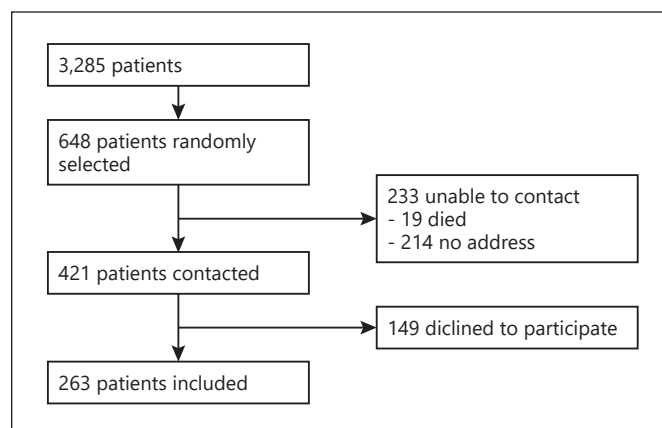 3,285 patients
648 patients randomly
selected
233 unable to contact
- 19 died
- 214 no address
421 patients contacted
149 diclined to participate
263 patients included